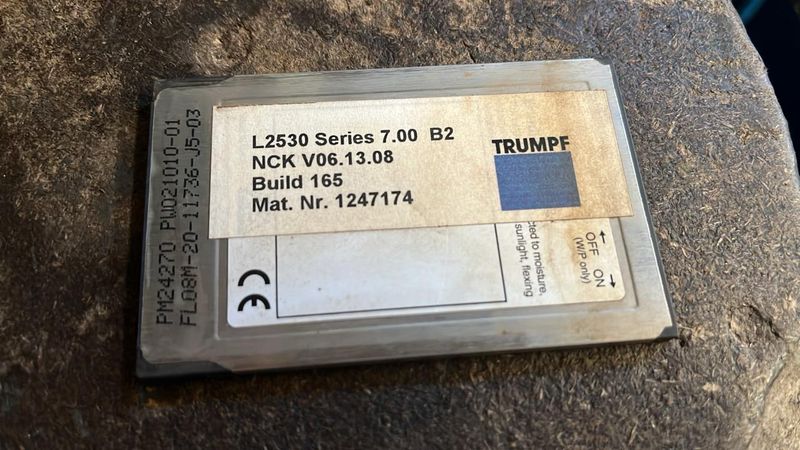 L2530 Series 7.00 B2
NCK V06.13.08
Build 165
Mat. Nr. 1247174
TRUMPF
PM24270 PW021010-01
FL08M-20-11736-J5-03
CE
cted to moisture,
sunlight, flexing
← →
OFF ON
(W/P only)